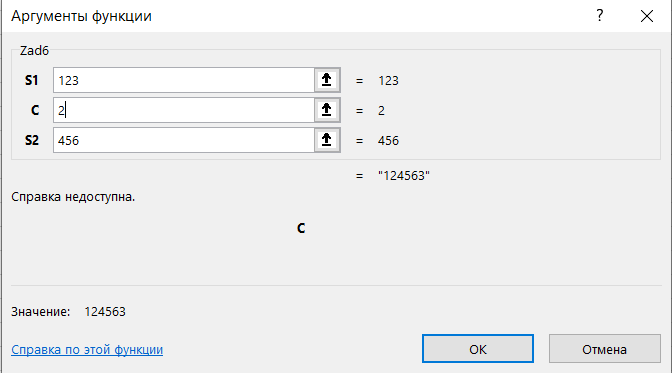 Аргументы функции ?
Zad6
S1 123 = 123
C 2 = 2
S2 456 = 456
= "124563"
Справка недоступна.
C
Значение: 124563
Справка по этой функции ОК Отмена